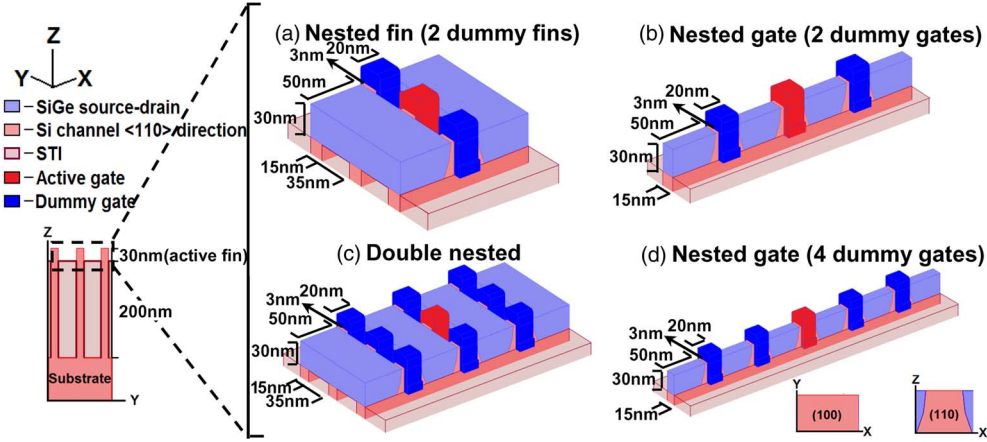 Z
Y
X
SiGe source-drain
Si channel <110> direction
STI
Active gate
Dummy gate
Z
30nm(active fin)
200nm
Substrate
Y
(a) Nested fin (2 dummy fins)
20nm
3nm
50nm
30nm
15nm
35nm
(b) Nested gate (2 dummy gates)
20nm
3nm
50nm
30nm
15nm
(c) Double nested
20nm
3nm
50nm
30nm
15nm
35nm
(d) Nested gate (4 dummy gates)
20nm
3nm
50nm
30nm
15nm
Y
(100)
X
Z
(110)
X